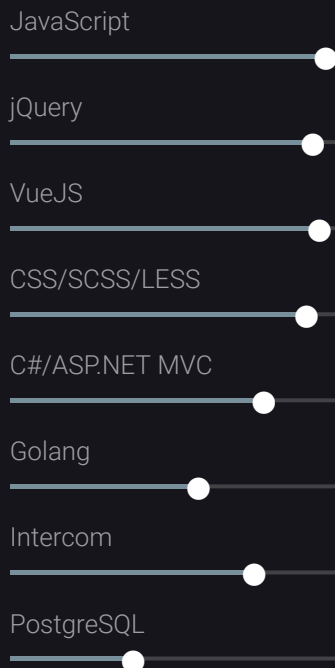 JavaScript
jQuery
VueJS
CSS/SCSS/LESS
C#/ASP.NET MVC
Golang
Intercom
PostgreSQL